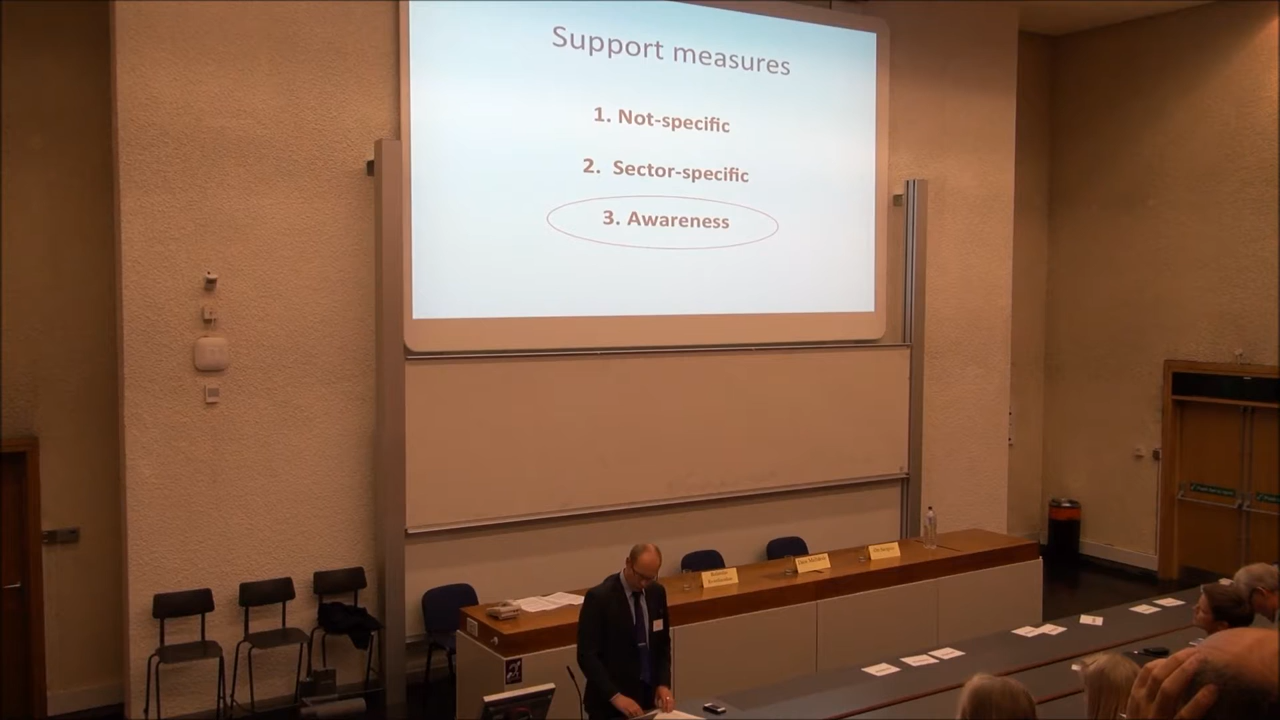 Support measures
1. Not-specific
2. Sector-specific
3. Awareness